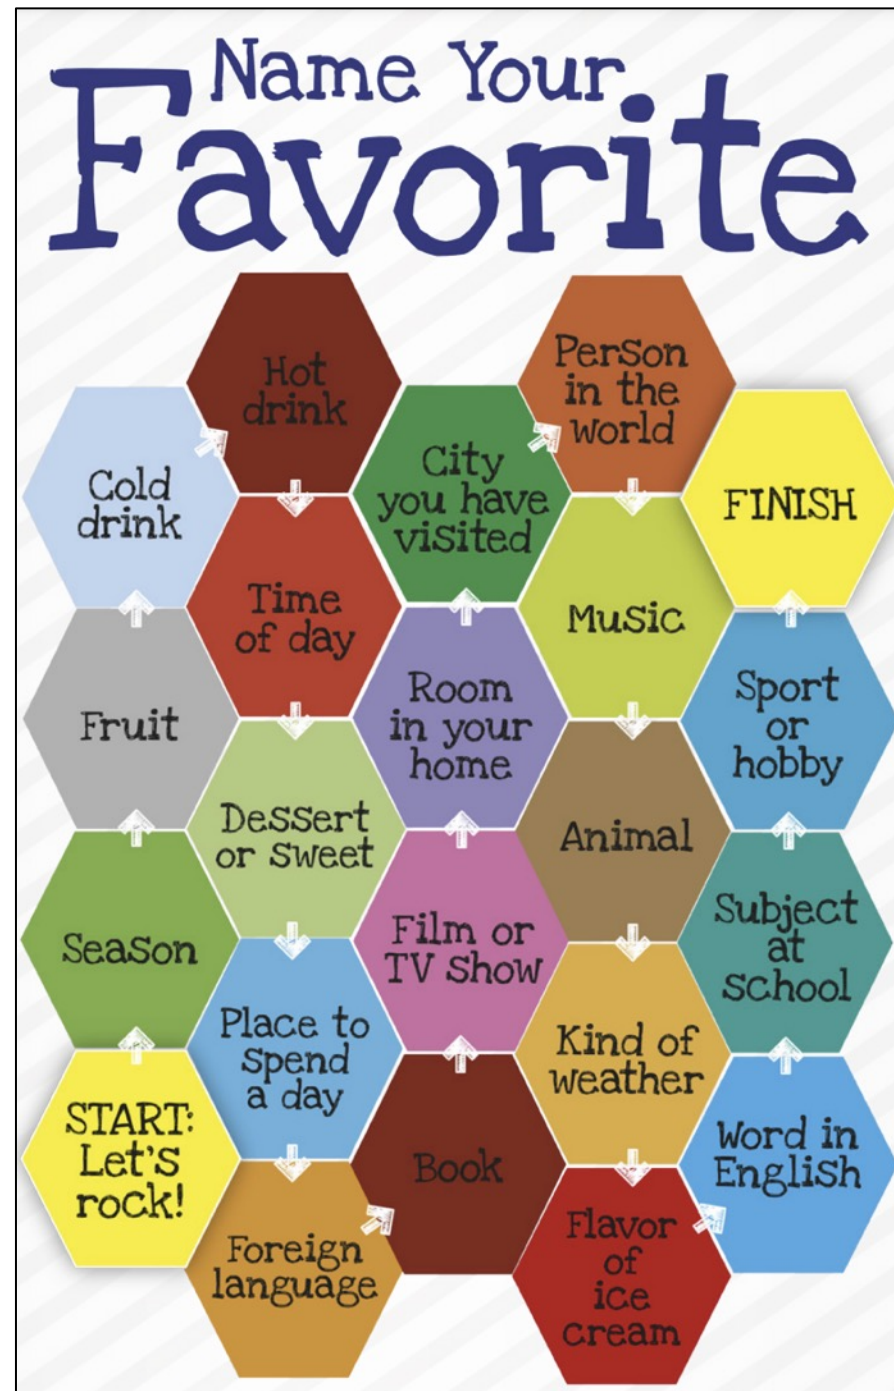 Name Your
Favorite
START:
Let's
rock!
Season
Fruit
Cold
drink
Hot
drink
Time
of day
Dessert
or sweet
Place to
spend
a day
Foreign
language
Book
Film or
TV show
Room
in your
home
City
you have
visited
Person
in the
world
Music
Animal
Kind of
weather
Flavor
of
ice
cream
Word in
English
Subject
at
school
Sport
or
hobby
FINISH